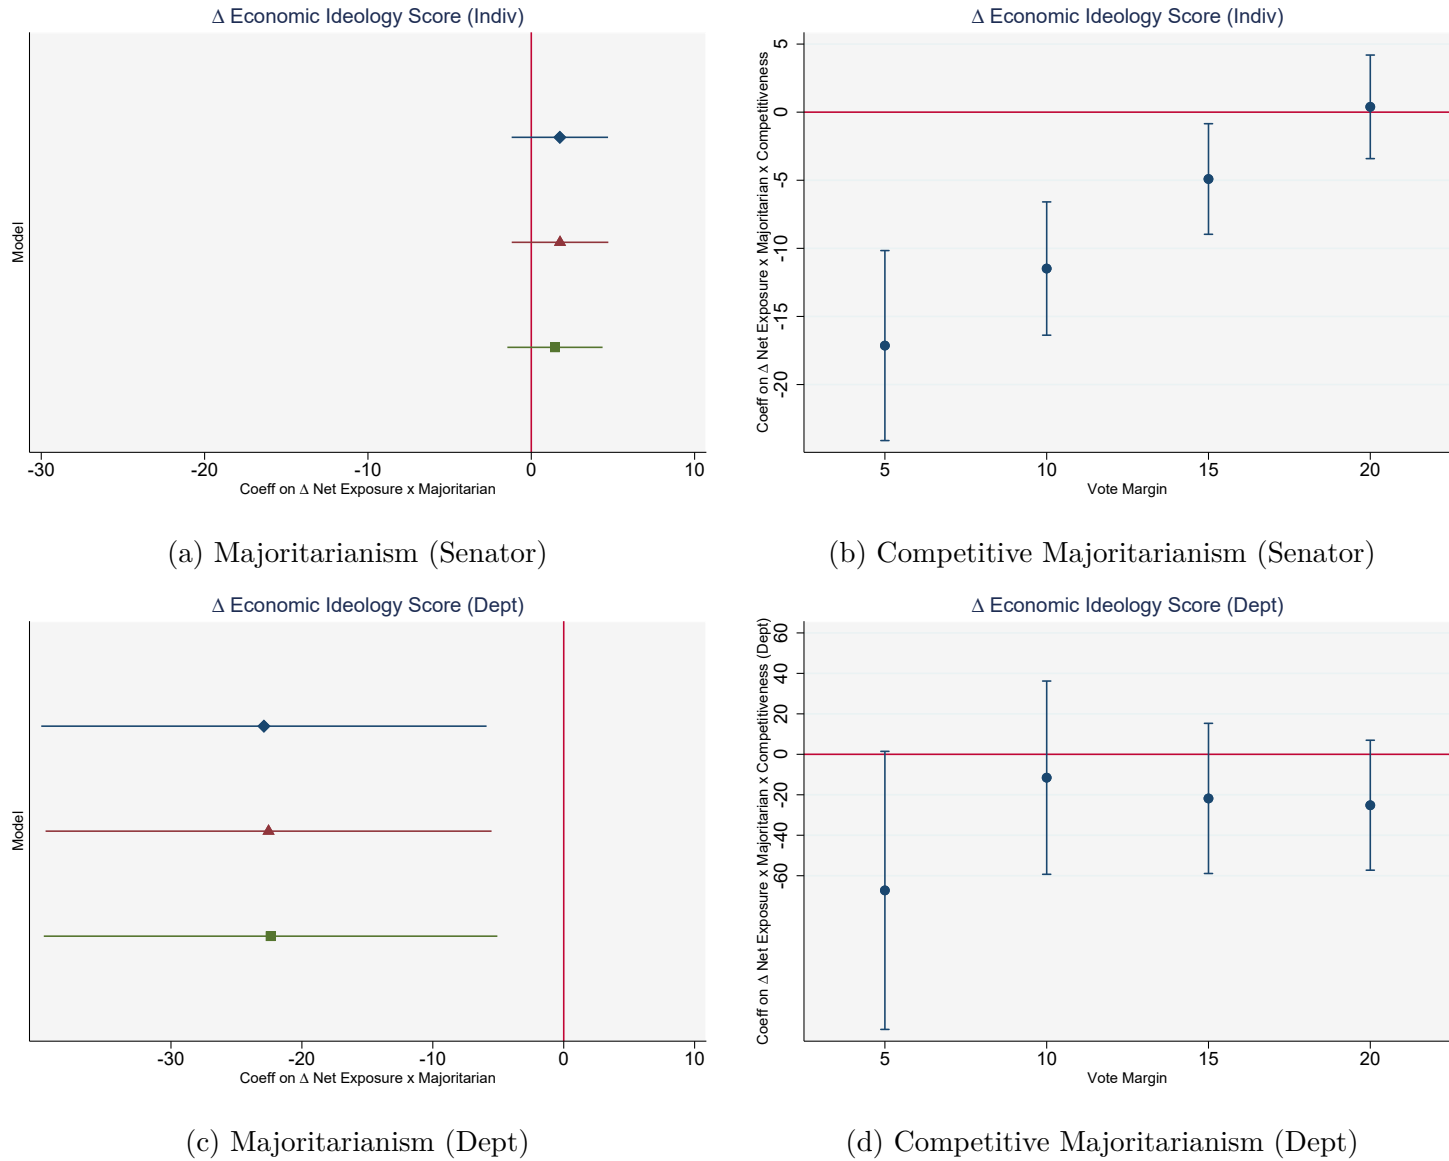 Δ Economic Ideology Score (Indiv)
Model
-30 -20 -10 0 10
Coeff on Δ Net Exposure x Majoritarian
(a) Majoritarianism (Senator)
Δ Economic Ideology Score (Indiv)
Coeff on Δ Net Exposure x Majoritarian x Competitiveness
5
0
-5
-10
-15
-20
5 10 15 20
Vote Margin
(b) Competitive Majoritarianism (Senator)
Δ Economic Ideology Score (Dept)
Model
-30 -20 -10 0 10
Coeff on Δ Net Exposure x Majoritarian
(c) Majoritarianism (Dept)
Δ Economic Ideology Score (Dept)
Coeff on Δ Net Exposure x Majoritarian x Competitiveness (Dept)
60
40
20
0
-20
-40
-60
5 10 15 20
Vote Margin
(d) Competitive Majoritarianism (Dept)